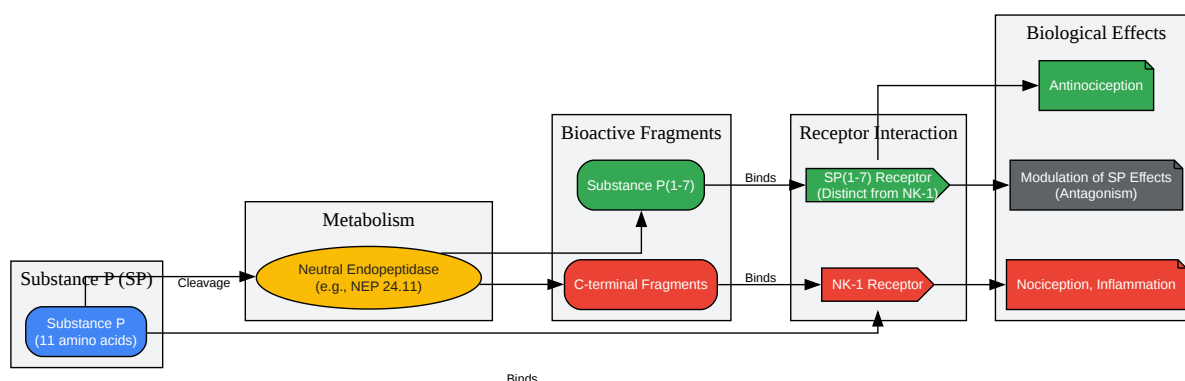 Substance P (SP)
Substance P
(11 amino acids)
Cleavage
Metabolism
Neutral Endopeptidase
(e.g., NEP 24.11)
Bioactive Fragments
Substance P(1-7)
C-terminal Fragments
Binds
Binds
Binds
Receptor Interaction
SP(1-7) Receptor
(Distinct from NK-1)
NK-1 Receptor
Biological Effects
Antinociception
Modulation of SP Effects
(Antagonism)
Nociception, Inflammation